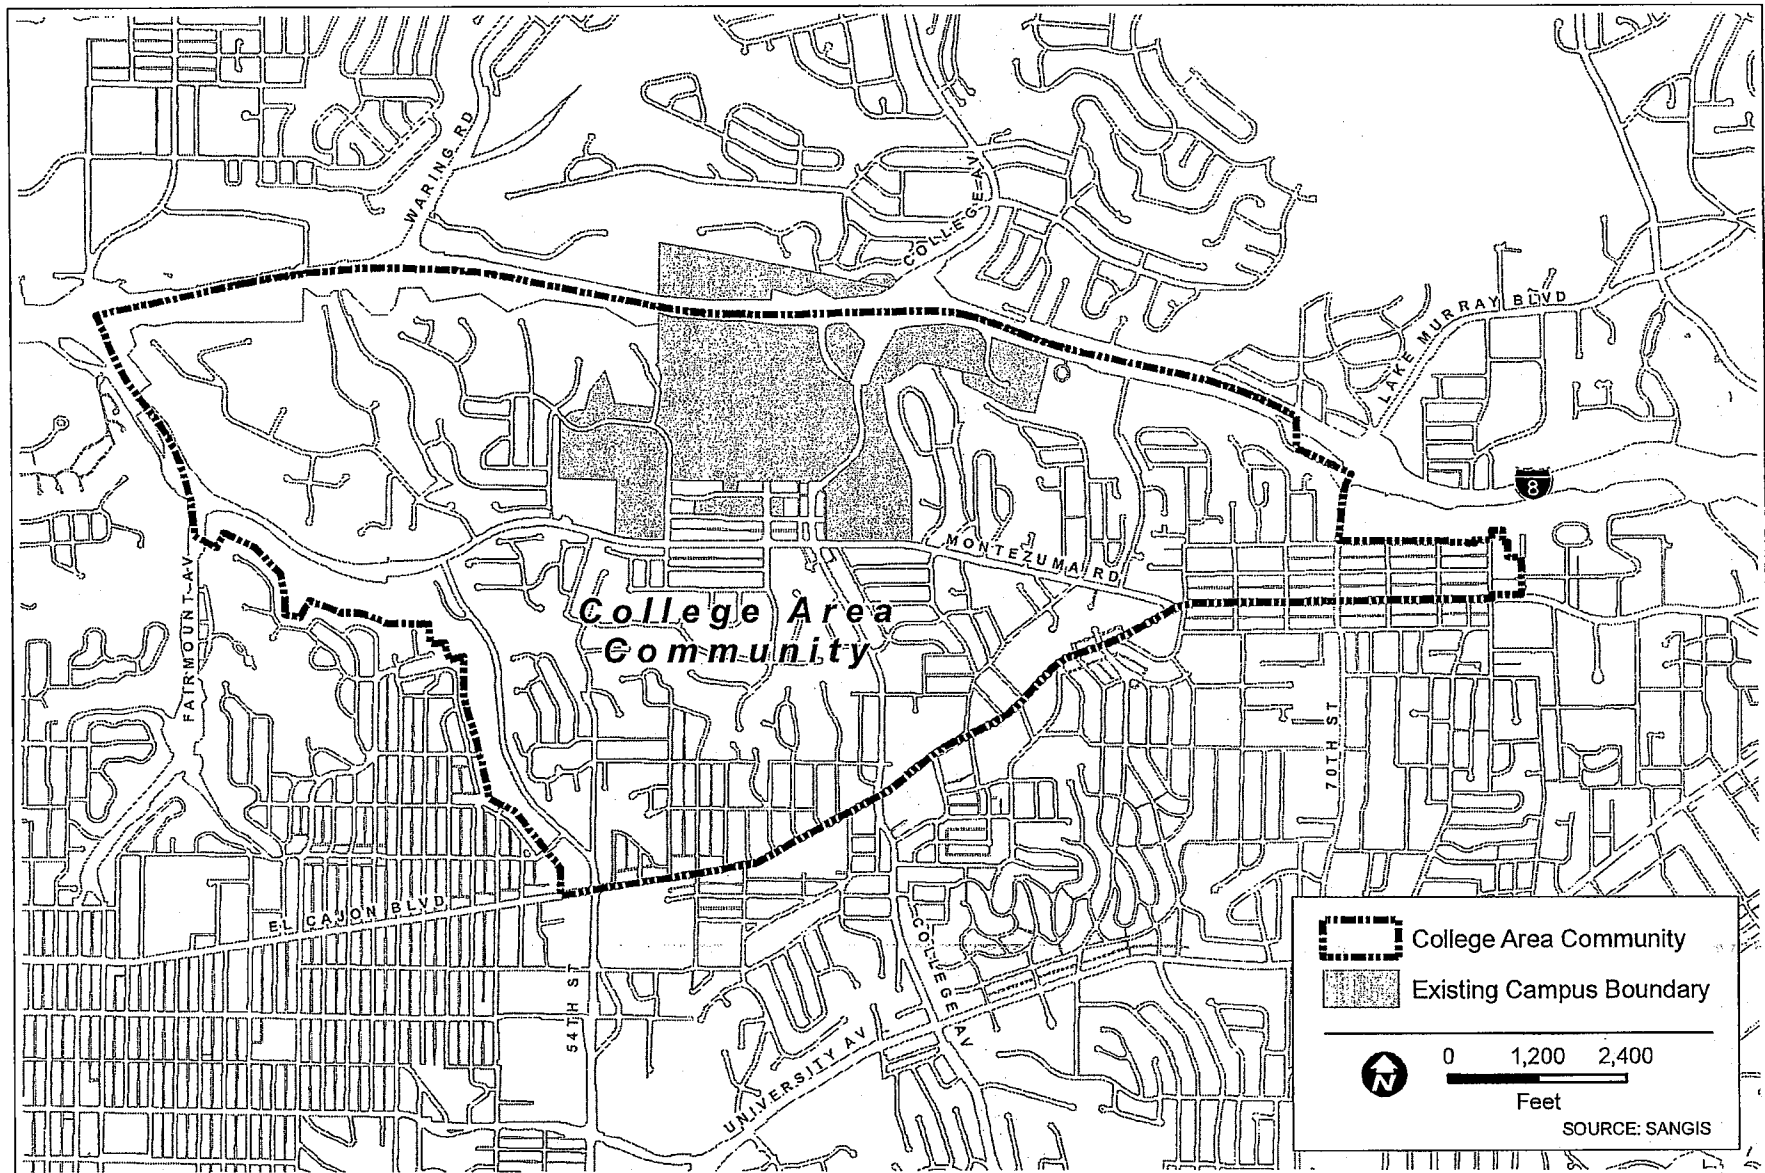 WARING RD
COLLEGE AV
LAKE MURRAY BLVD
8
MONTEZUMA RD
FAIRMOUNT AV
College Area
Community
70TH ST
EL CAJON BLVD
54TH ST
COLLEGE AV
UNIVERSITY AV
College Area Community
Existing Campus Boundary
N
0 1,200 2,400
Feet
SOURCE: SANGIS